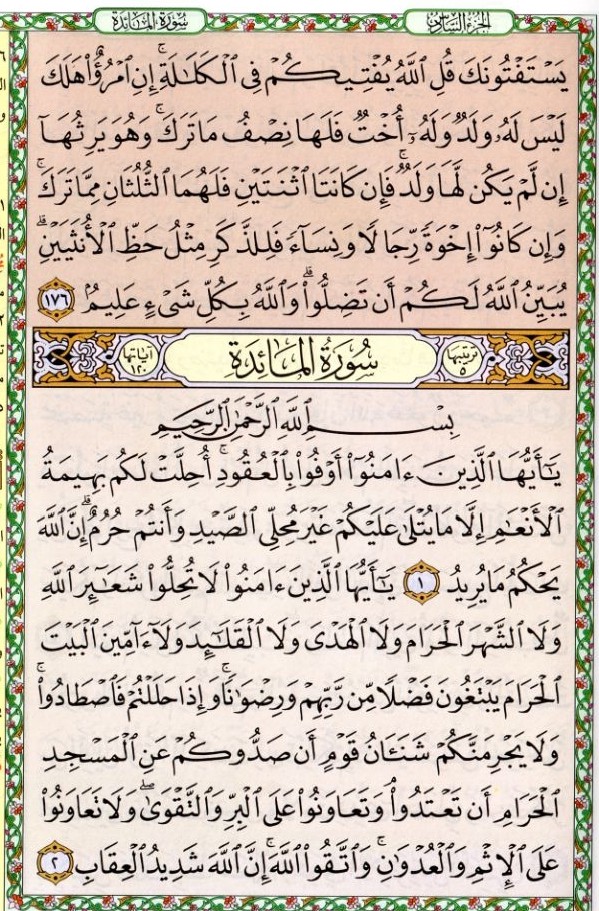 الجزء السادس
سورة المائدة
يَسْتَفْتُونَكَ قُلِ ٱللَّهُ يُفْتِيكُمْ فِى ٱلْكَلَـٰلَةِ ۚ إِنِ ٱمْرُؤٌا۟ هَلَكَ
لَيْسَ لَهُۥ وَلَدٌ وَلَهُۥٓ أُخْتٌ فَلَهَا نِصْفُ مَا تَرَكَ ۚ وَهُوَ يَرِثُهَآ
إِن لَّمْ يَكُن لَّهَا وَلَدٌ ۚ فَإِن كَانَتَا ٱثْنَتَيْنِ فَلَهُمَا ٱلثُّلُثَانِ مِمَّا تَرَكَ ۚ
وَإِن كَانُوٓا۟ إِخْوَةً رِّجَالًا وَنِسَآءً فَلِلذَّكَرِ مِثْلُ حَظِّ ٱلْأُنثَيَيْنِ ۗ
يُبَيِّنُ ٱللَّهُ لَكُمْ أَن تَضِلُّوا۟ ۗ وَٱللَّهُ بِكُلِّ شَىْءٍ عَلِيمٌۢ ١٧٦
ترتيبها ٥
سُورَةُ المَائِدَةِ
آياتها ١٢٠
بِسْمِ ٱللَّهِ ٱلرَّحْمَـٰنِ ٱلرَّحِيمِ
يَـٰٓأَيُّهَا ٱلَّذِينَ ءَامَنُوٓا۟ أَوْفُوا۟ بِٱلْعُقُودِ ۚ أُحِلَّتْ لَكُم بَهِيمَةُ
ٱلْأَنْعَـٰمِ إِلَّا مَا يُتْلَىٰ عَلَيْكُمْ غَيْرَ مُحِلِّى ٱلصَّيْدِ وَأَنتُمْ حُرُمٌ ۗ إِنَّ ٱللَّهَ
يَحْكُمُ مَا يُرِيدُ ١ يَـٰٓأَيُّهَا ٱلَّذِينَ ءَامَنُوا۟ لَا تُحِلُّوا۟ شَعَـٰٓئِرَ ٱللَّهِ
وَلَا ٱلشَّهْرَ ٱلْحَرَامَ وَلَا ٱلْهَدْىَ وَلَا ٱلْقَلَـٰٓئِدَ وَلَآ ءَآمِّينَ ٱلْبَيْتَ
ٱلْحَرَامَ يَبْتَغُونَ فَضْلًا مِّن رَّبِّهِمْ وَرِضْوَٰنًا ۚ وَإِذَا حَلَلْتُمْ فَٱصْطَادُوا۟ ۚ
وَلَا يَجْرِمَنَّكُمْ شَنَـَٔانُ قَوْمٍ أَن صَدُّوكُمْ عَنِ ٱلْمَسْجِدِ
ٱلْحَرَامِ أَن تَعْتَدُوا۟ ۘ وَتَعَاوَنُوا۟ عَلَى ٱلْبِرِّ وَٱلتَّقْوَىٰ ۖ وَلَا تَعَاوَنُوا۟
عَلَى ٱلْإِثْمِ وَٱلْعُدْوَٰنِ ۚ وَٱتَّقُوا۟ ٱللَّهَ ۖ إِنَّ ٱللَّهَ شَدِيدُ ٱلْعِقَابِ ٢